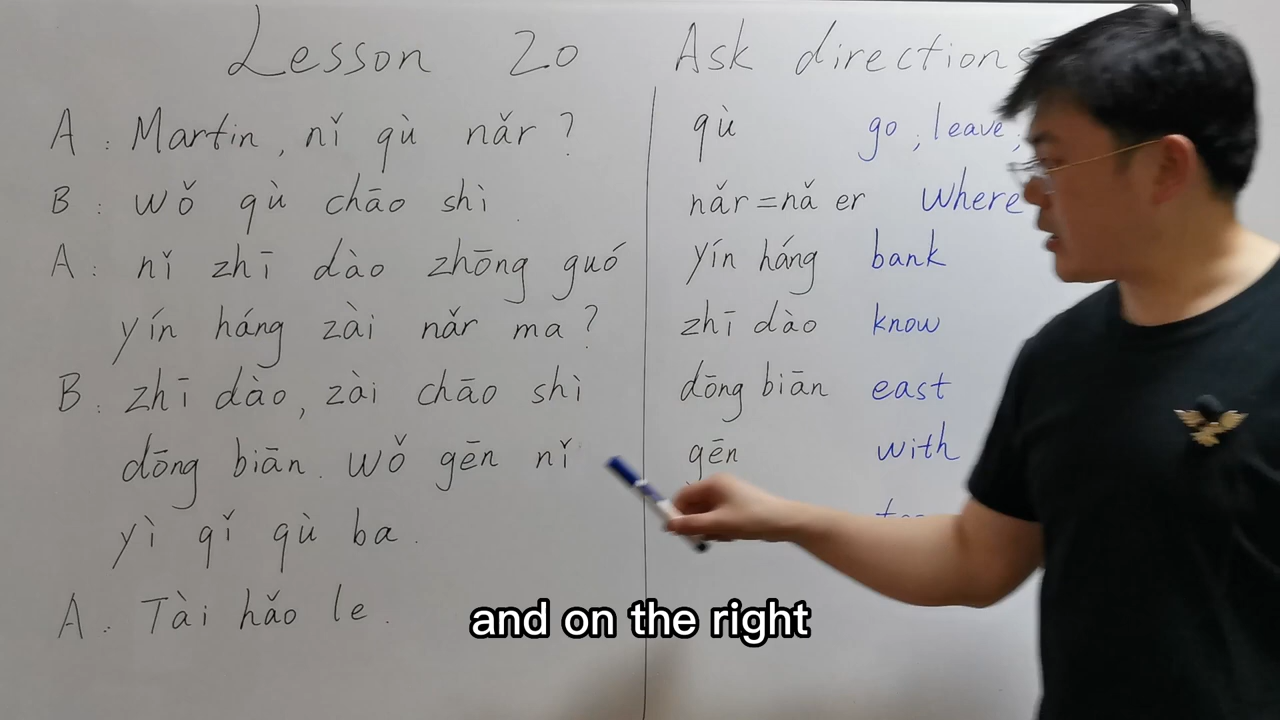 Lesson 20 Ask directions
A : Martin, nǐ qù nǎr ?
B : wǒ qù chāo shì .
A : nǐ zhī dào zhōng guó
yín háng zài nǎr ma ?
B : zhī dào, zài chāo shì
dōng biān. wǒ gēn nǐ
yì qǐ qù ba .
A : Tài hǎo le .
qù go, leave,
nǎr=nǎ er where
yín háng bank
zhī dào know
dōng biān east
gēn with
and on the right